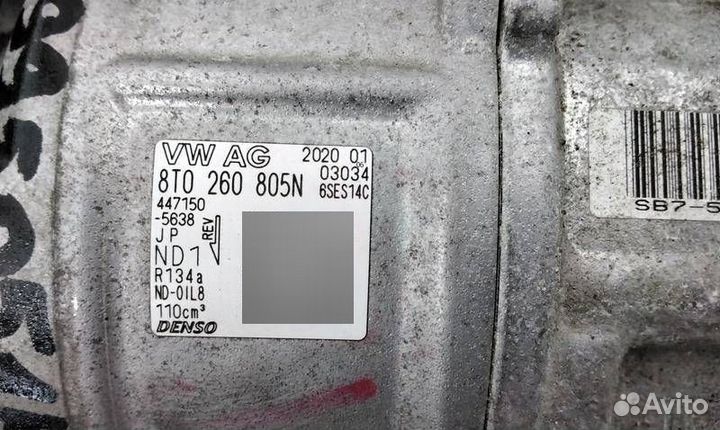 VW AG 2020 01
06
8T0 260 805N 03034
6SES14C
447150
-5638
JP
REV
ND1
R134a
ND-OIL8
110cm³
DENSO
SB7-5
Avito